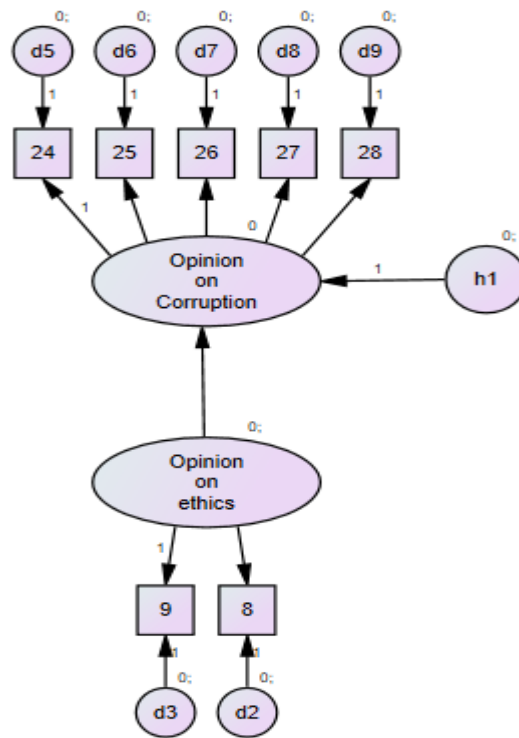 0; 0; 0; 0; 0;
d5 d6 d7 d8 d9
1 1 1 1 1
24 25 26 27 28
1 0
0;
Opinion
on
Corruption
1
h1
0;
Opinion
on
ethics
1
9 8
1 1
0; 0;
d3 d2